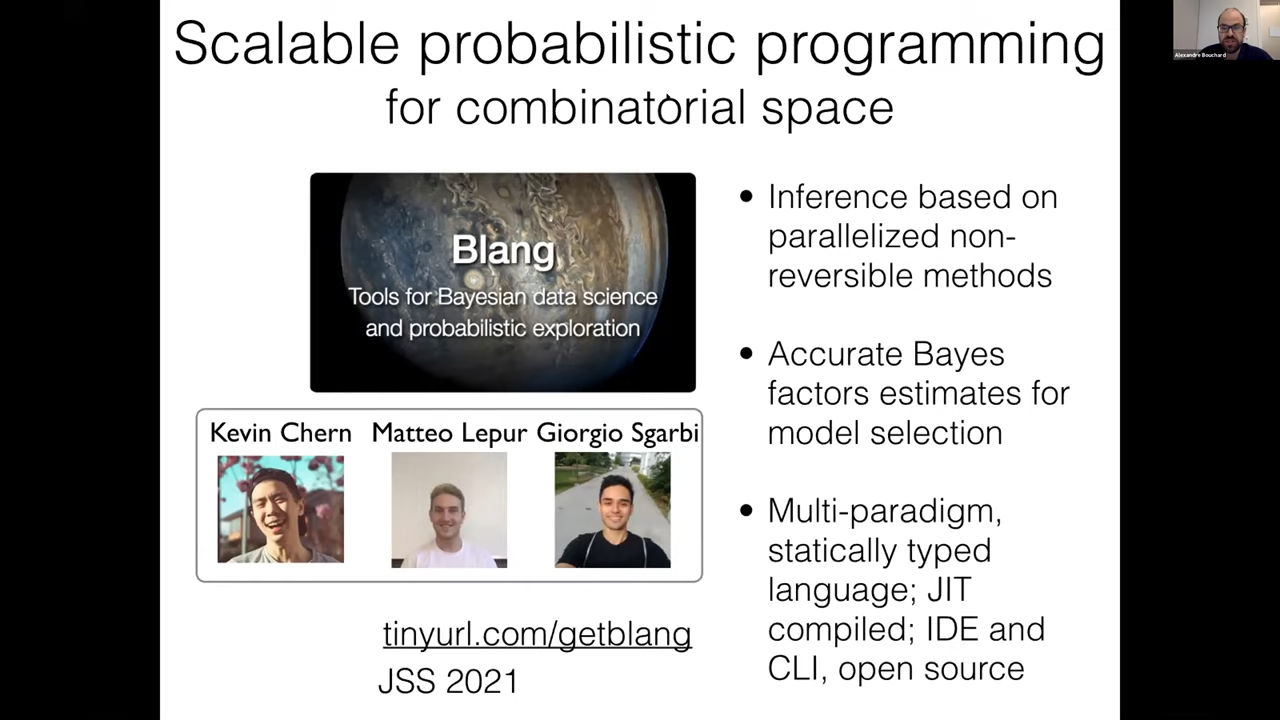 Scalable probabilistic programming
for combinatorial space
Alexandre Bouchard
Blang
Tools for Bayesian data science
and probabilistic exploration
Kevin Chern Matteo Lepur Giorgio Sgarbi
tinyurl.com/getblang
JSS 2021
• Inference based on
parallelized non-
reversible methods
• Accurate Bayes
factors estimates for
model selection
• Multi-paradigm,
statically typed
language; JIT
compiled; IDE and
CLI, open source